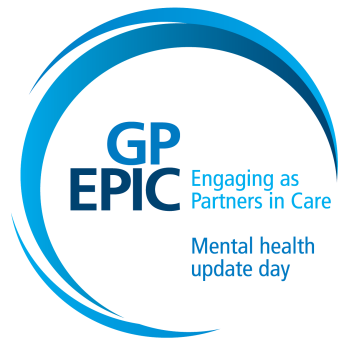 GP
EPIC
Engaging as
Partners in Care
Mental health
update day